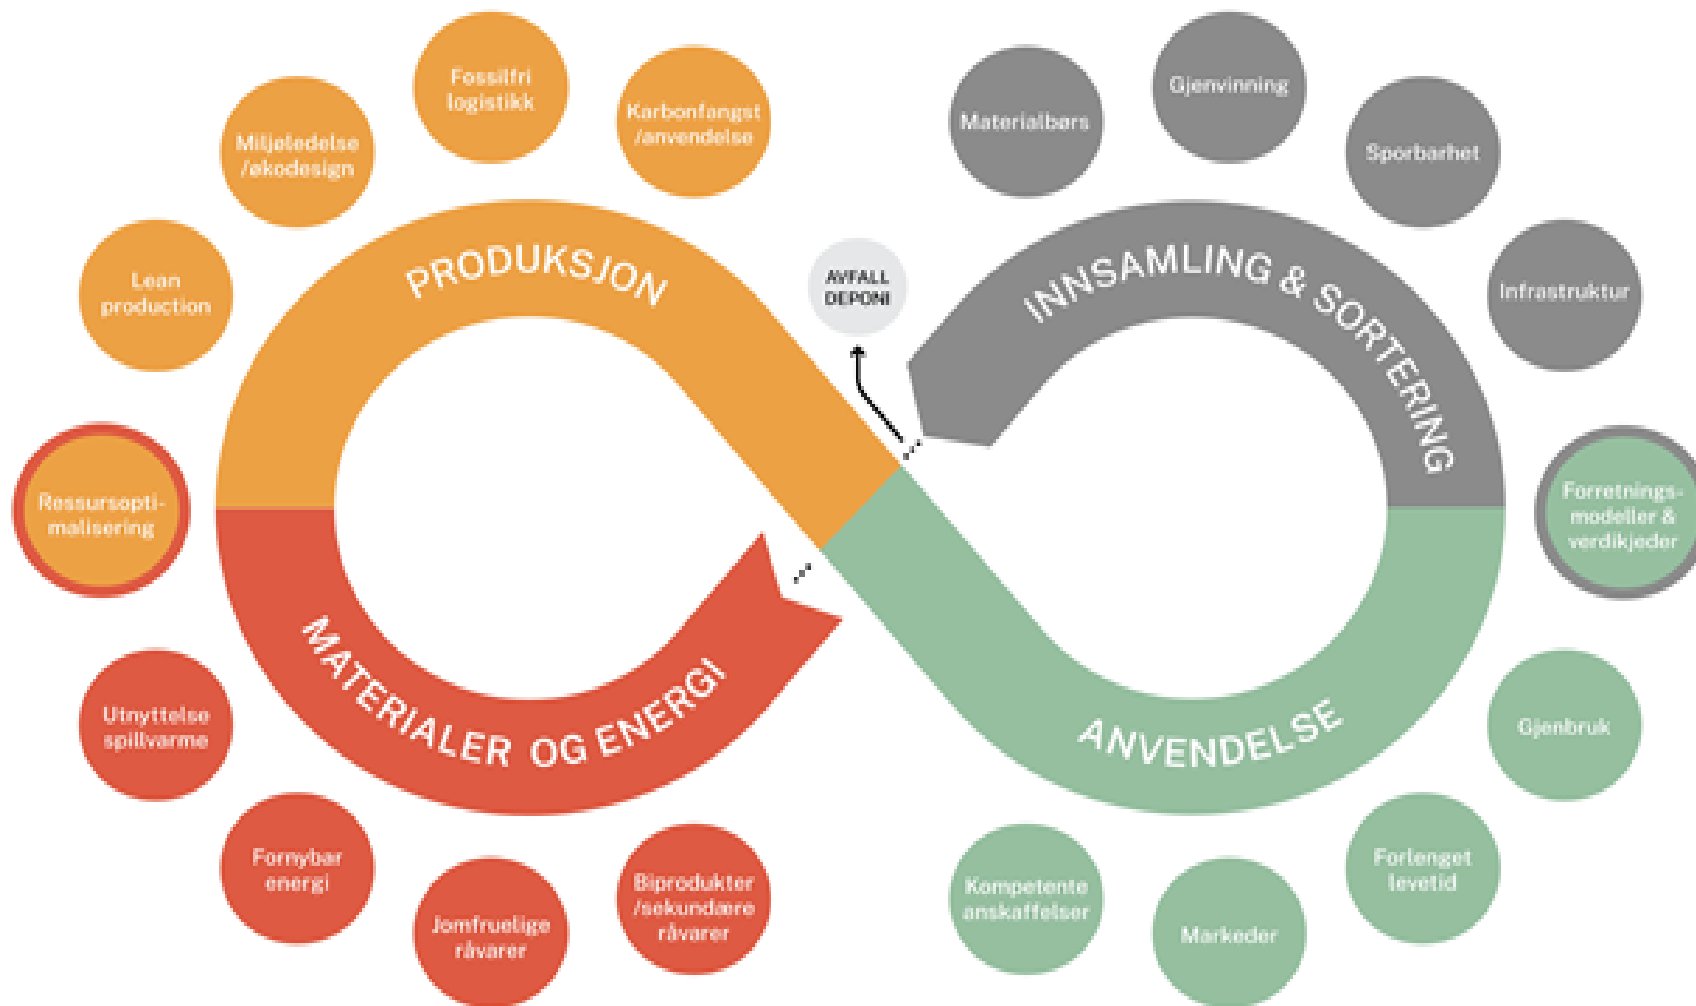 Fossilfri
logistikk
Karbonfangst
/anvendelse
Miljøledelse
/økodesign
Lean
production
Ressursopti-
malisering
PRODUKSJON
MATERIALER OG ENERGI
Utnyttelse
spillvarme
Fornybar
energi
Jomfruelige
råvarer
Biprodukter
/sekundære
råvarer
AVFALL
DEPONI
Materialbørs
Gjenvinning
Sporbarhet
Infrastruktur
INNSAMLING & SORTERING
Forretnings-
modeller &
verdikjeder
ANVENDELSE
Gjenbruk
Forlenget
levetid
Markeder
Kompetente
anskaffelser